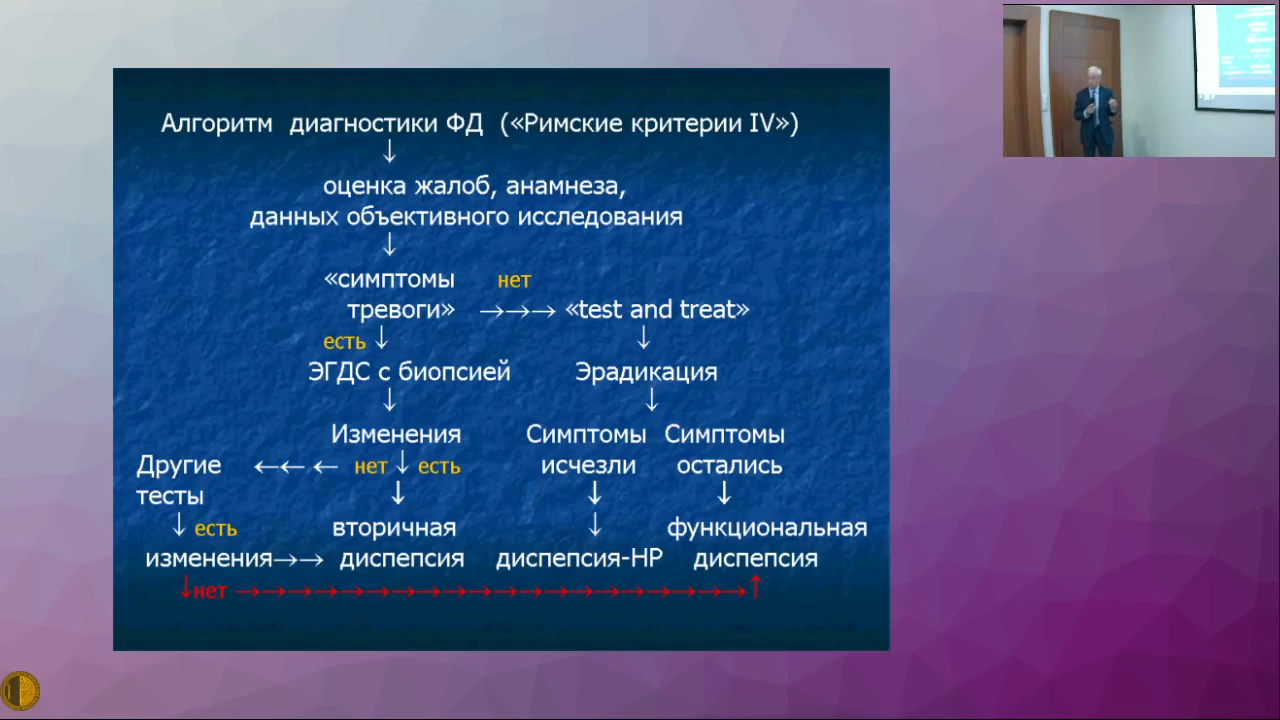 Алгоритм диагностики ФД («Римские критерии IV»)
↓
оценка жалоб, анамнеза,
данных объективного исследования
↓
«симптомы нет
тревоги» →→→ «test and treat»
есть ↓ ↓
ЭГДС с биопсией Эрадикация
↓ ↓
Изменения Симптомы Симптомы
Другие ←←← нет ↓ есть исчезли остались
тесты ↓ ↓ ↓
↓ есть вторичная ↓ функциональная
изменения→→ диспепсия диспепсия-HP диспепсия
↓нет →→→→→→→→→→→→→→→→→→→→↑